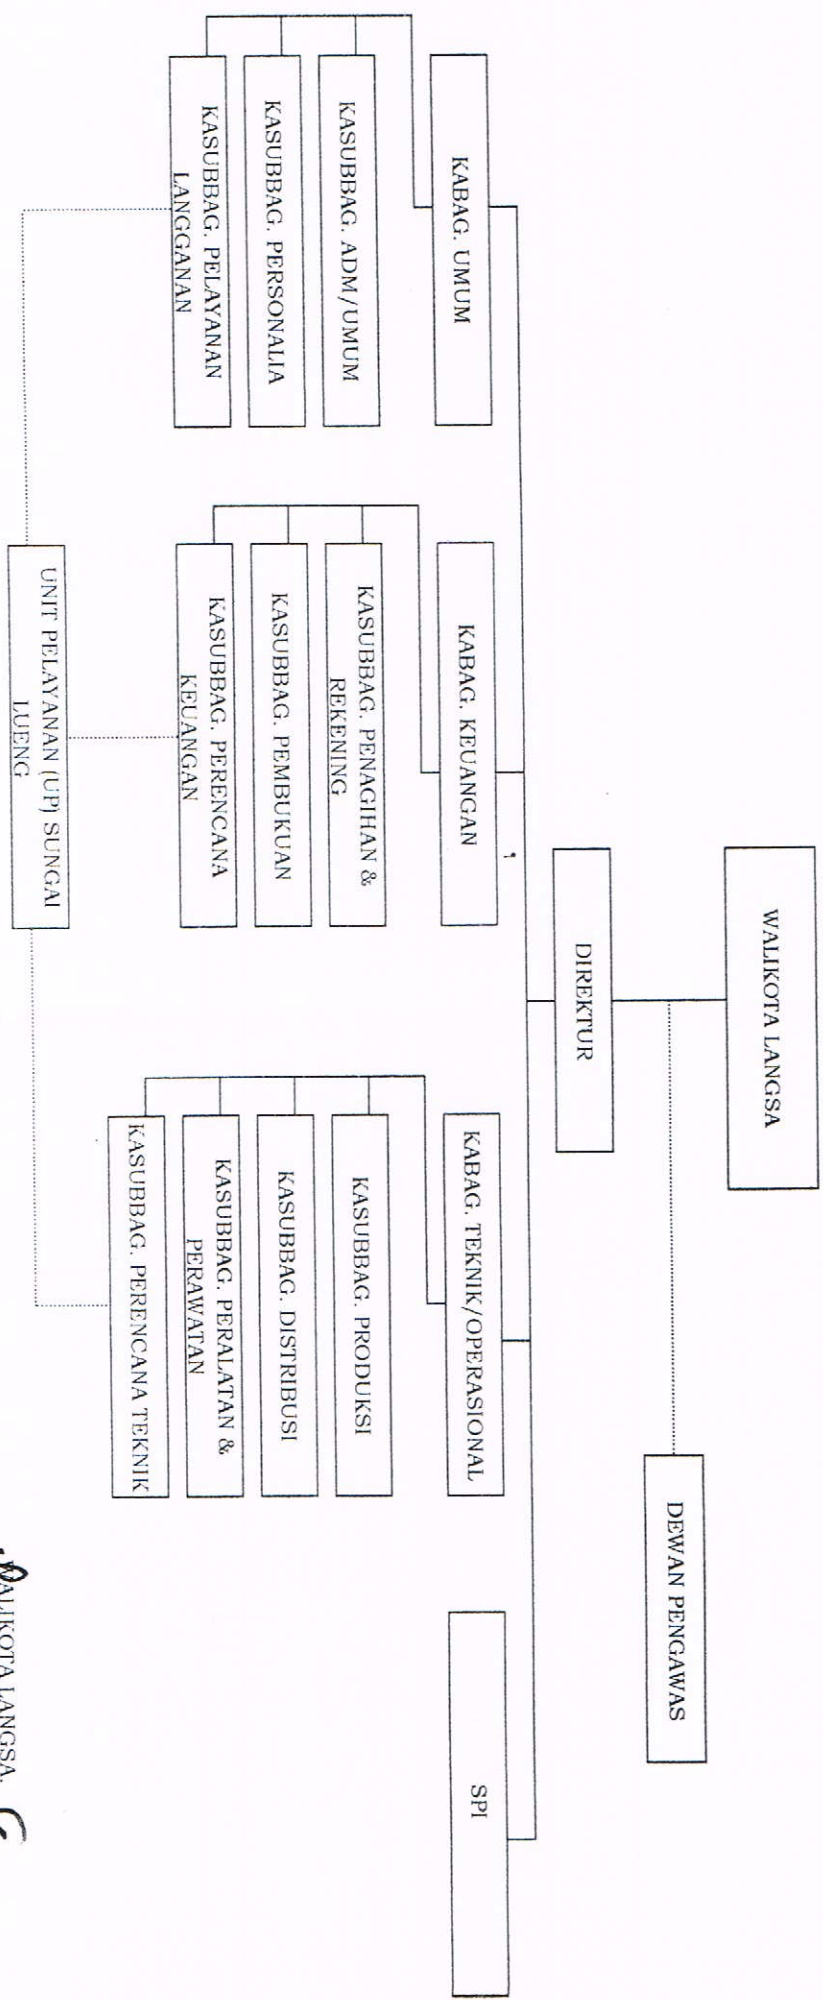 WALIKOTA LANGSA
DEWAN PENGAWAS
DIREKTUR
KABAG. UMUM
KABAG. KEUANGAN
KABAG. TEKNIK/OPERASIONAL
SPI
KASUBBAG. ADM/UMUM
KASUBBAG. PERSONALIA
KASUBBAG. PELAYANAN
LANGGANAN
KASUBBAG. PENAGIHAN &
REKENING
KASUBBAG. PEMBUKUAN
KASUBBAG. PERENCANA
KEUANGAN
KASUBBAG. PRODUKSI
KASUBBAG. DISTRIBUSI
KASUBBAG. PERALATAN &
PERAWATAN
KASUBBAG. PERENCANA TEKNIK
UNIT PELAYANAN (UP) SUNGAI
LUENG
WALIKOTA LANGSA,